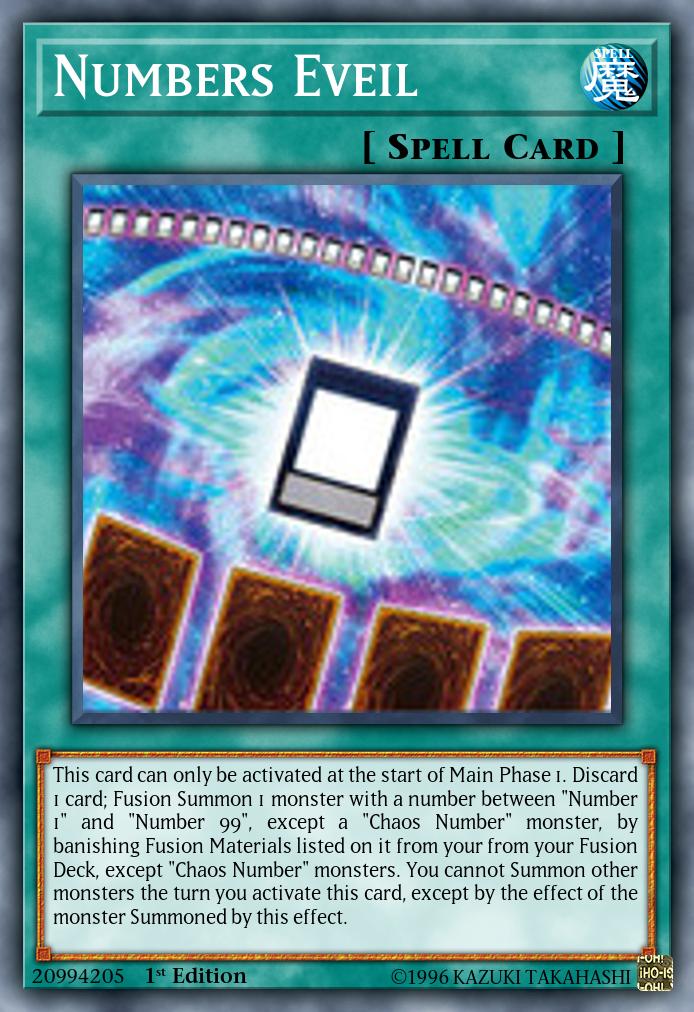 Numbers Eveil
SPELL
魔
[ Spell Card ]
This card can only be activated at the start of Main Phase 1. Discard
1 card; Fusion Summon 1 monster with a number between "Number
1" and "Number 99", except a "Chaos Number" monster, by
banishing Fusion Materials listed on it from your from your Fusion
Deck, except "Chaos Number" monsters. You cannot Summon other
monsters the turn you activate this card, except by the effect of the
monster Summoned by this effect.
20994205 1st Edition ©1996 KAZUKI TAKAHASHI